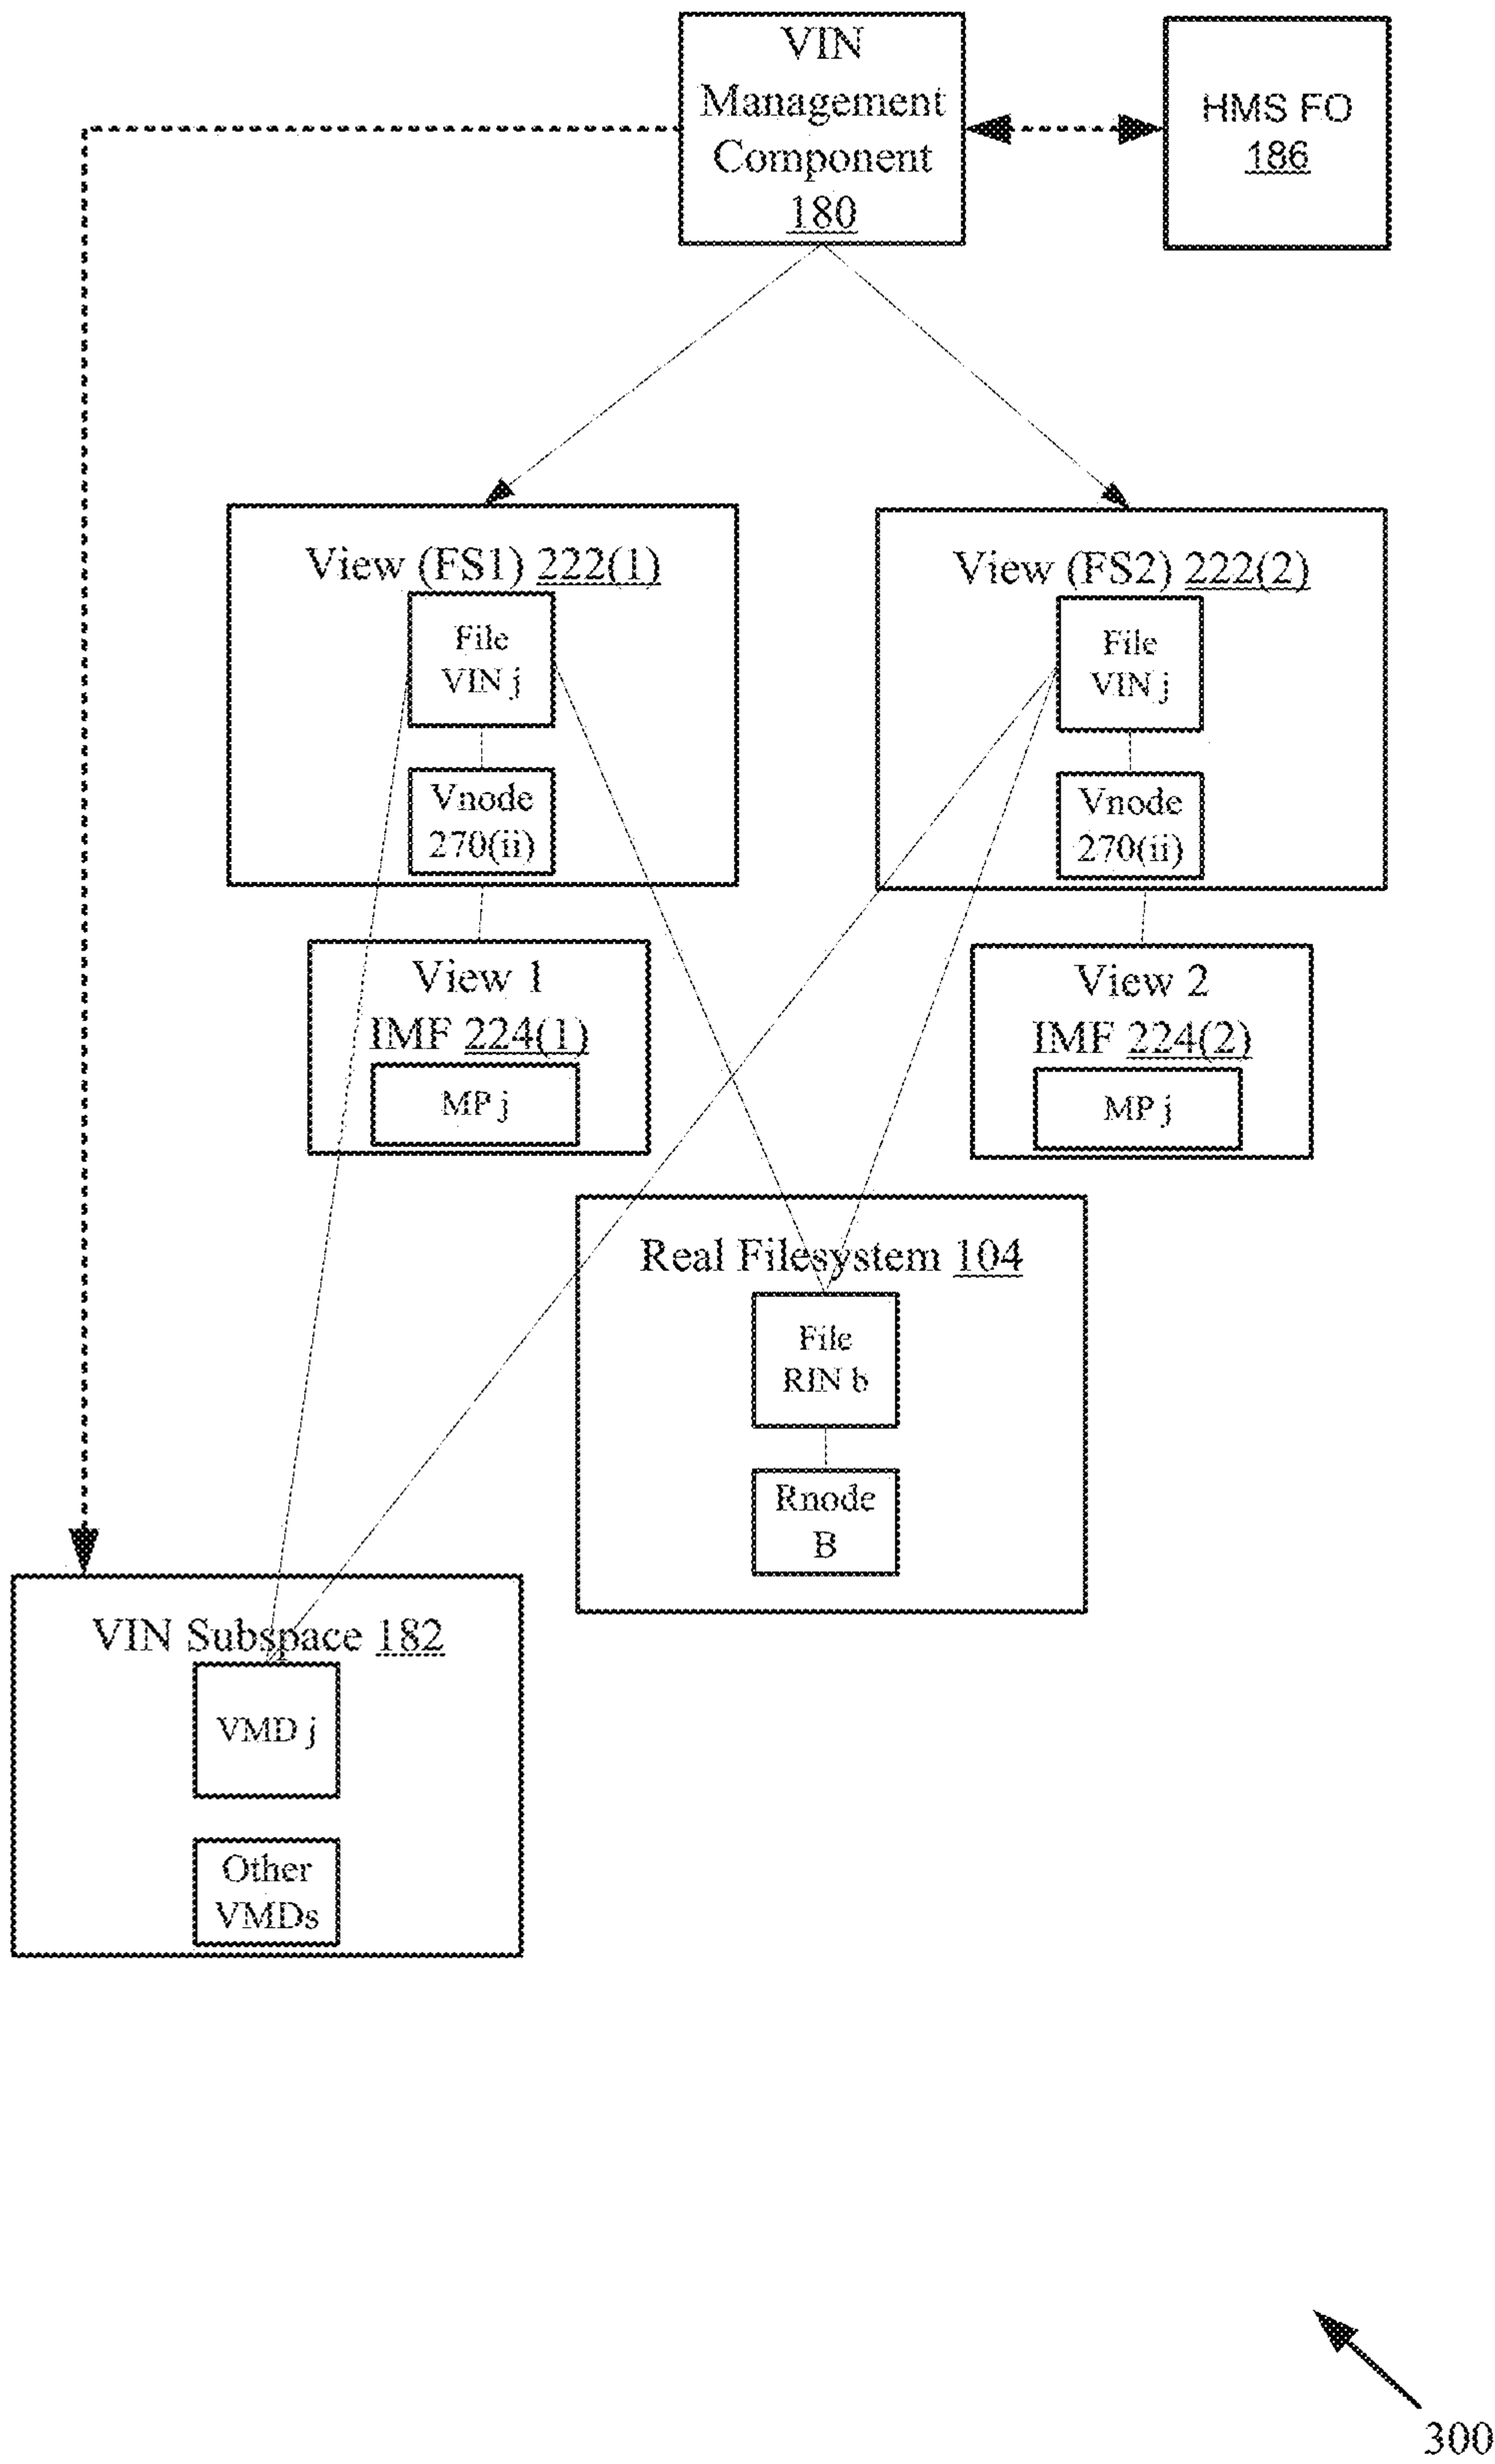 VIN
Management
Component
180
HMS FO
186
View (FS1) 222(1)
File
VIN j
Vnode
270(ii)
View (FS2) 222(2)
File
VIN j
Vnode
270(ii)
View 1
IMF 224(1)
MP j
View 2
IMF 224(2)
MP j
Real Filesystem 104
File
RIN b
Rnode
B
VIN Subspace 182
VMD j
Other
VMDs
300